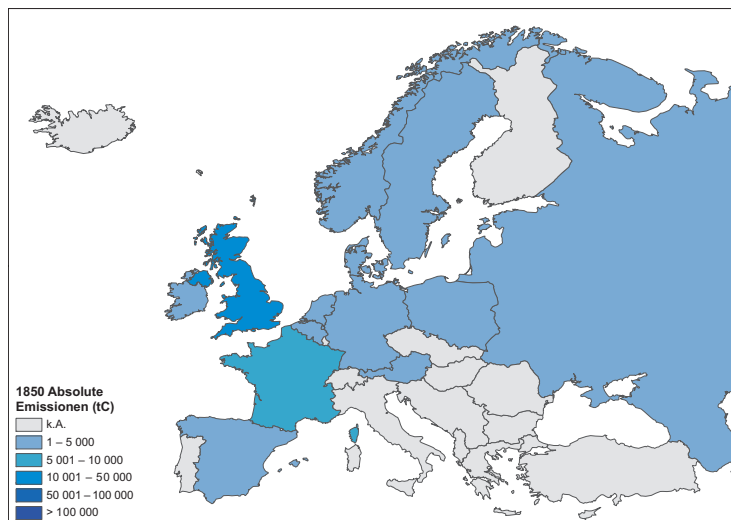 1850 Absolute
Emissionen (tC)
k.A.
1 – 5 000
5 001 – 10 000
10 001 – 50 000
50 001 – 100 000
> 100 000